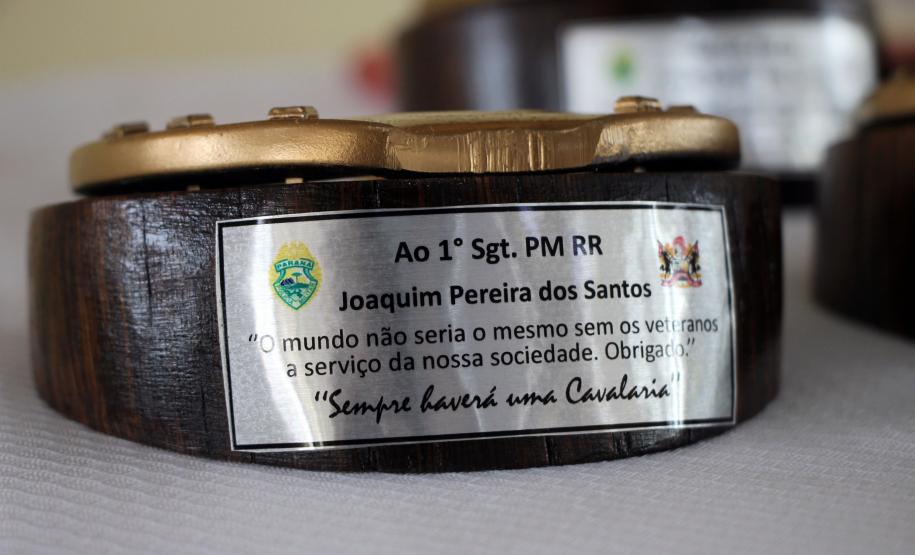 Ao 1° Sgt. PM RR
Joaquim Pereira dos Santos
"O mundo não seria o mesmo sem os veteranos
a serviço da nossa sociedade. Obrigado."
"Sempre haverá uma Cavalaria"
PARANÁ